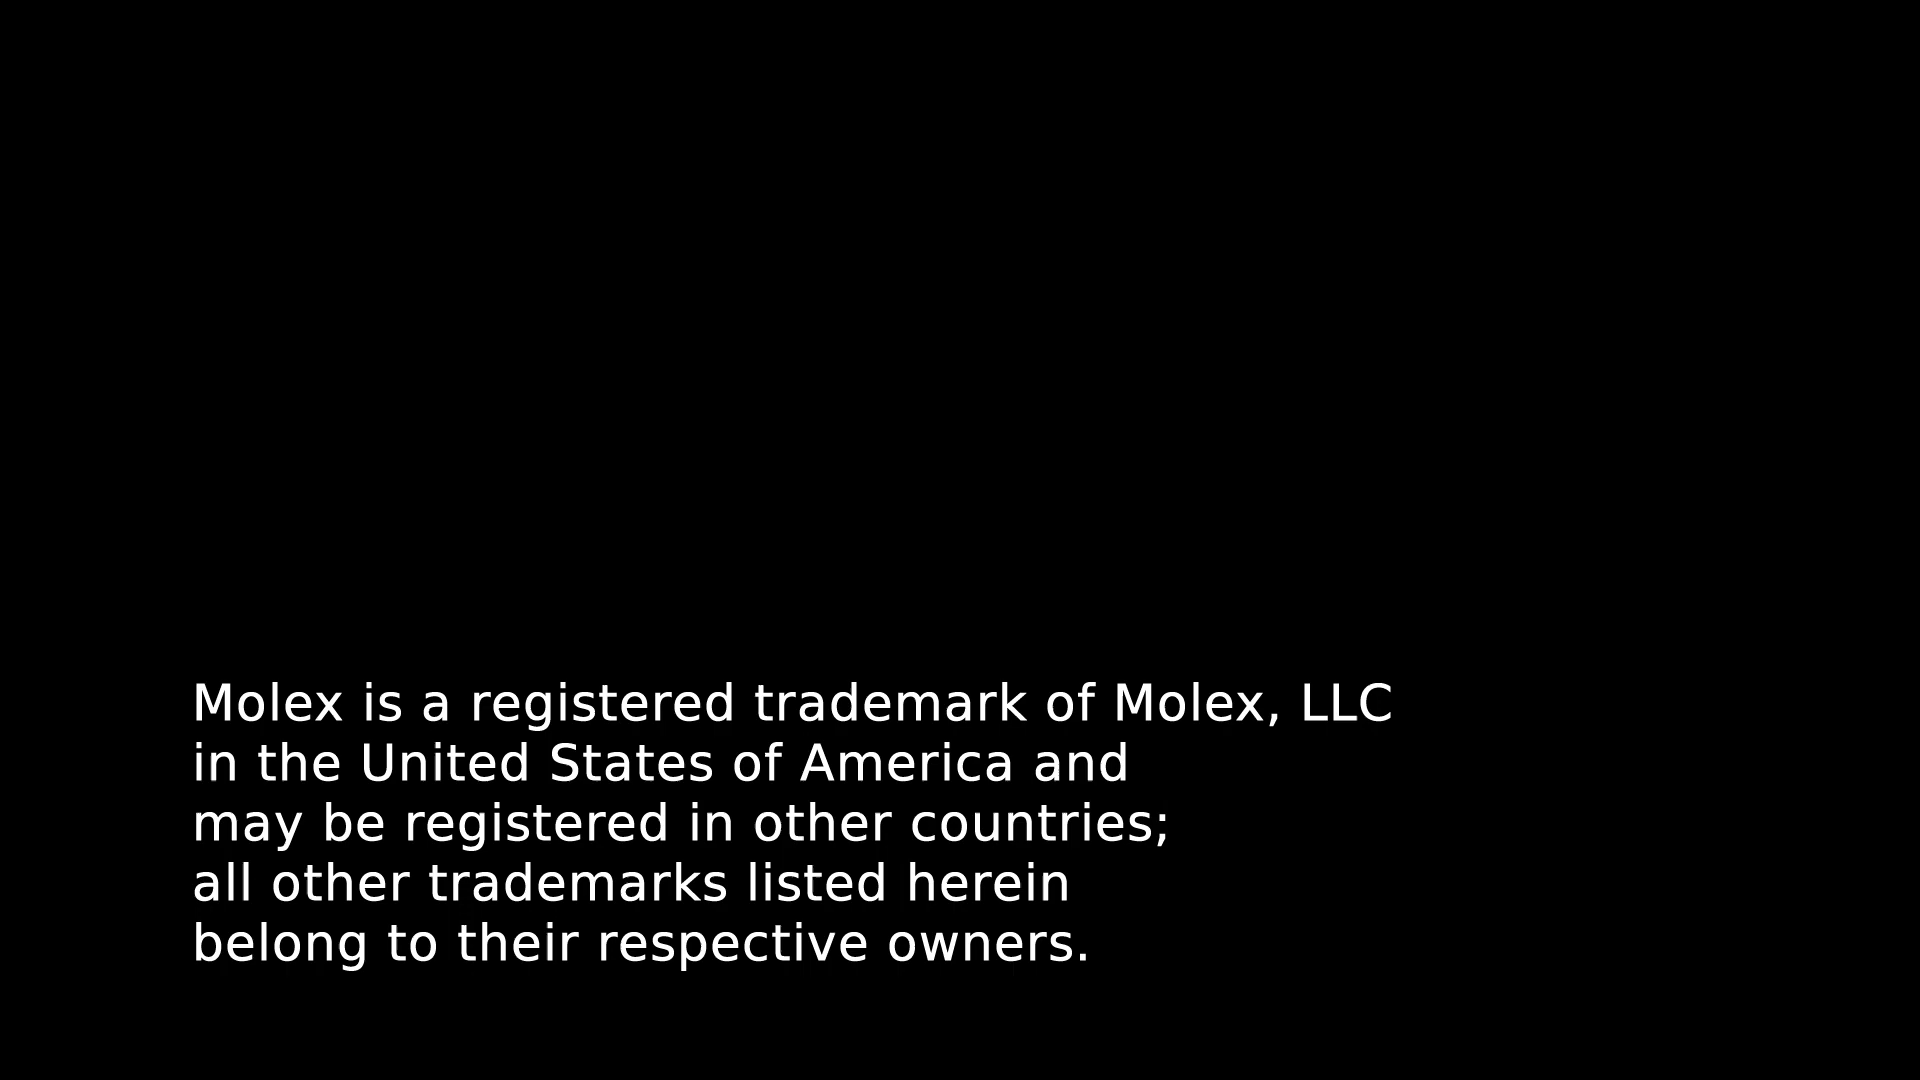 Molex is a registered trademark of Molex, LLC
in the United States of America and
may be registered in other countries;
all other trademarks listed herein
belong to their respective owners.